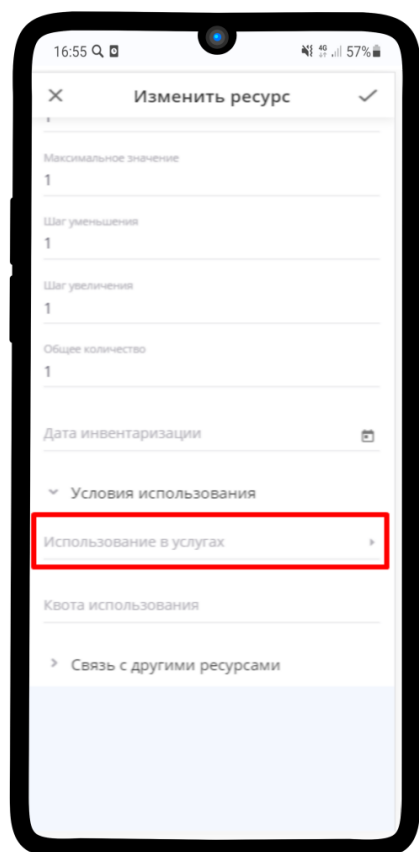 16:55
4G
57%
Изменить ресурс
Максимальное значение
1
Шаг уменьшения
1
Шаг увеличения
1
Общее количество
1
Дата инвентаризации
Условия использования
Использование в услугах
Квота использования
Связь с другими ресурсами